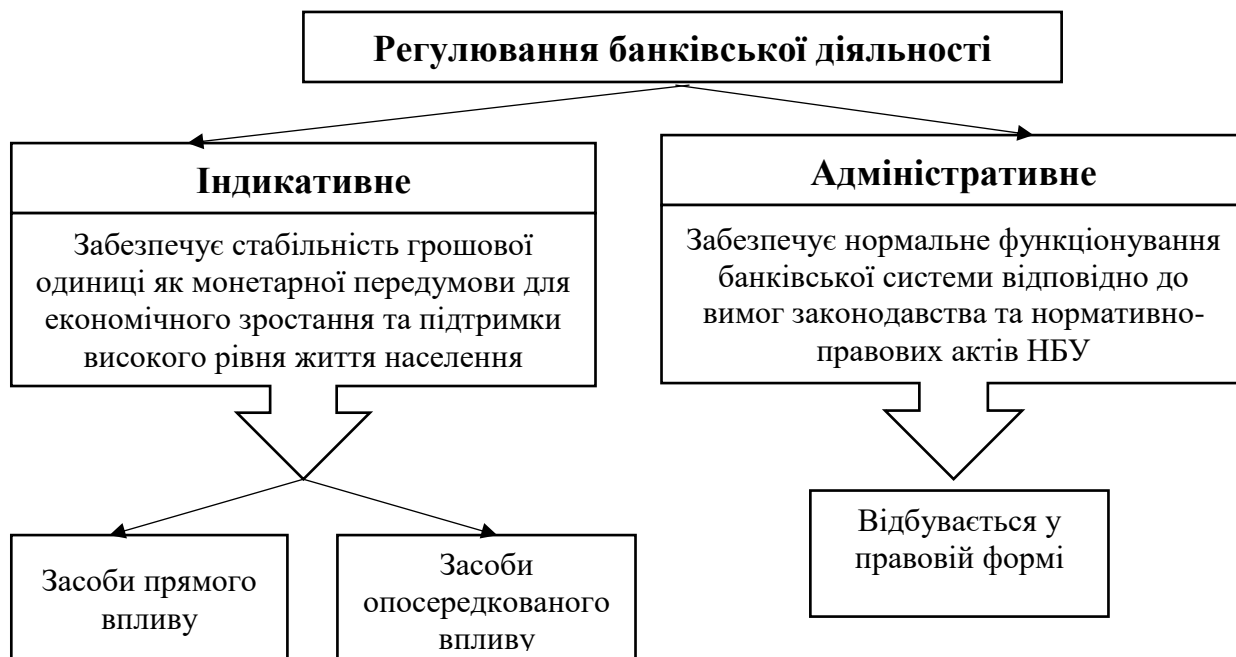 Регулювання банківської діяльності
Індикативне
Забезпечує стабільність грошової
одиниці як монетарної передумови для
економічного зростання та підтримки
високого рівня життя населення
Адміністративне
Забезпечує нормальне функціонування
банківської системи відповідно до
вимог законодавства та нормативно-
правових актів НБУ
Засоби прямого
впливу
Засоби
опосередкованого
впливу
Відбувається у
правовій формі